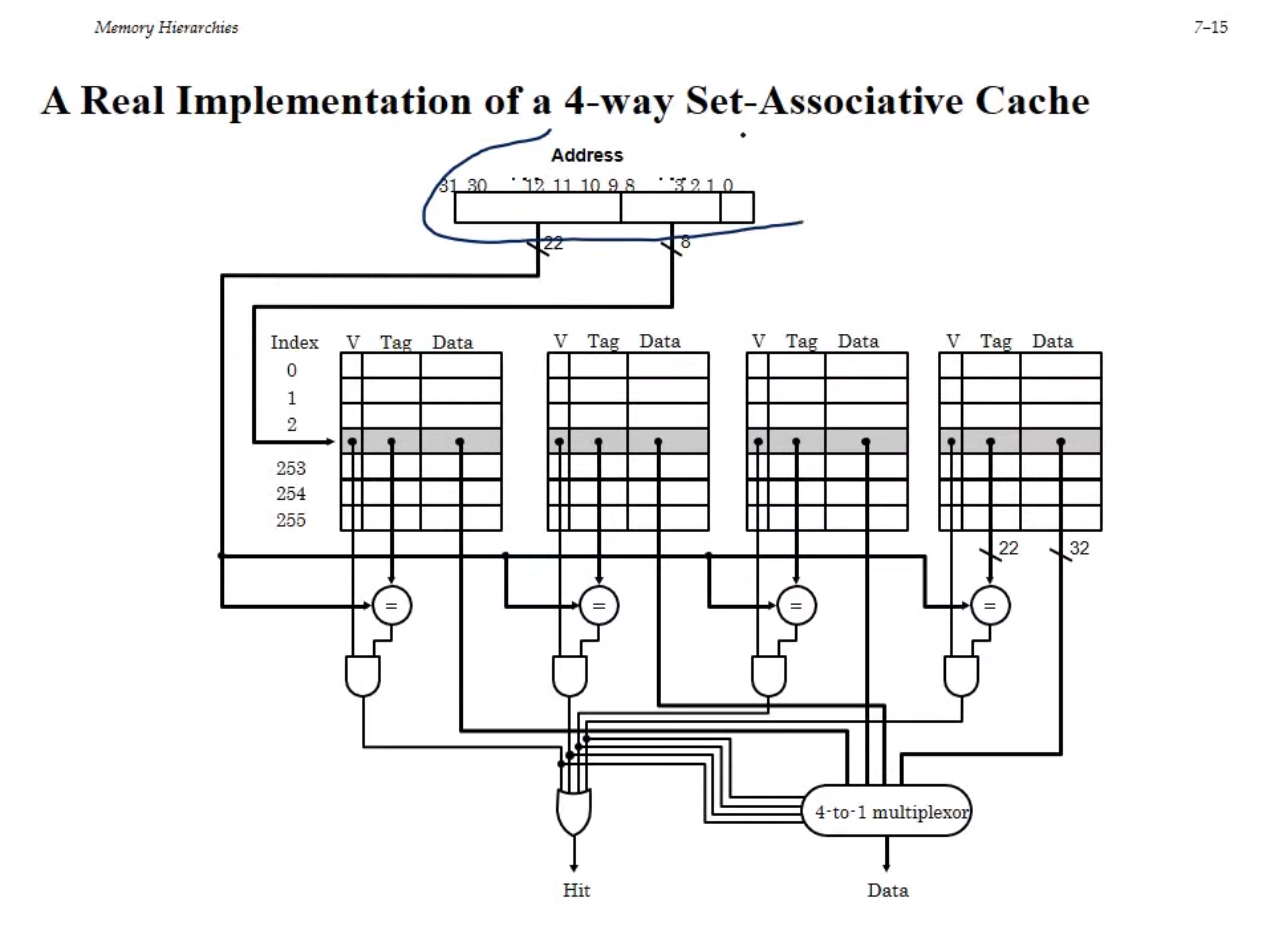 Memory Hierarchies 7–15
A Real Implementation of a 4-way Set-Associative Cache
Address
31 30 ... 12 11 10 9 8 ... 3 2 1 0
22 8
Index V Tag Data V Tag Data V Tag Data V Tag Data
0
1
2
253
254
255
22 32
= = = =
4-to-1 multiplexor
Hit Data